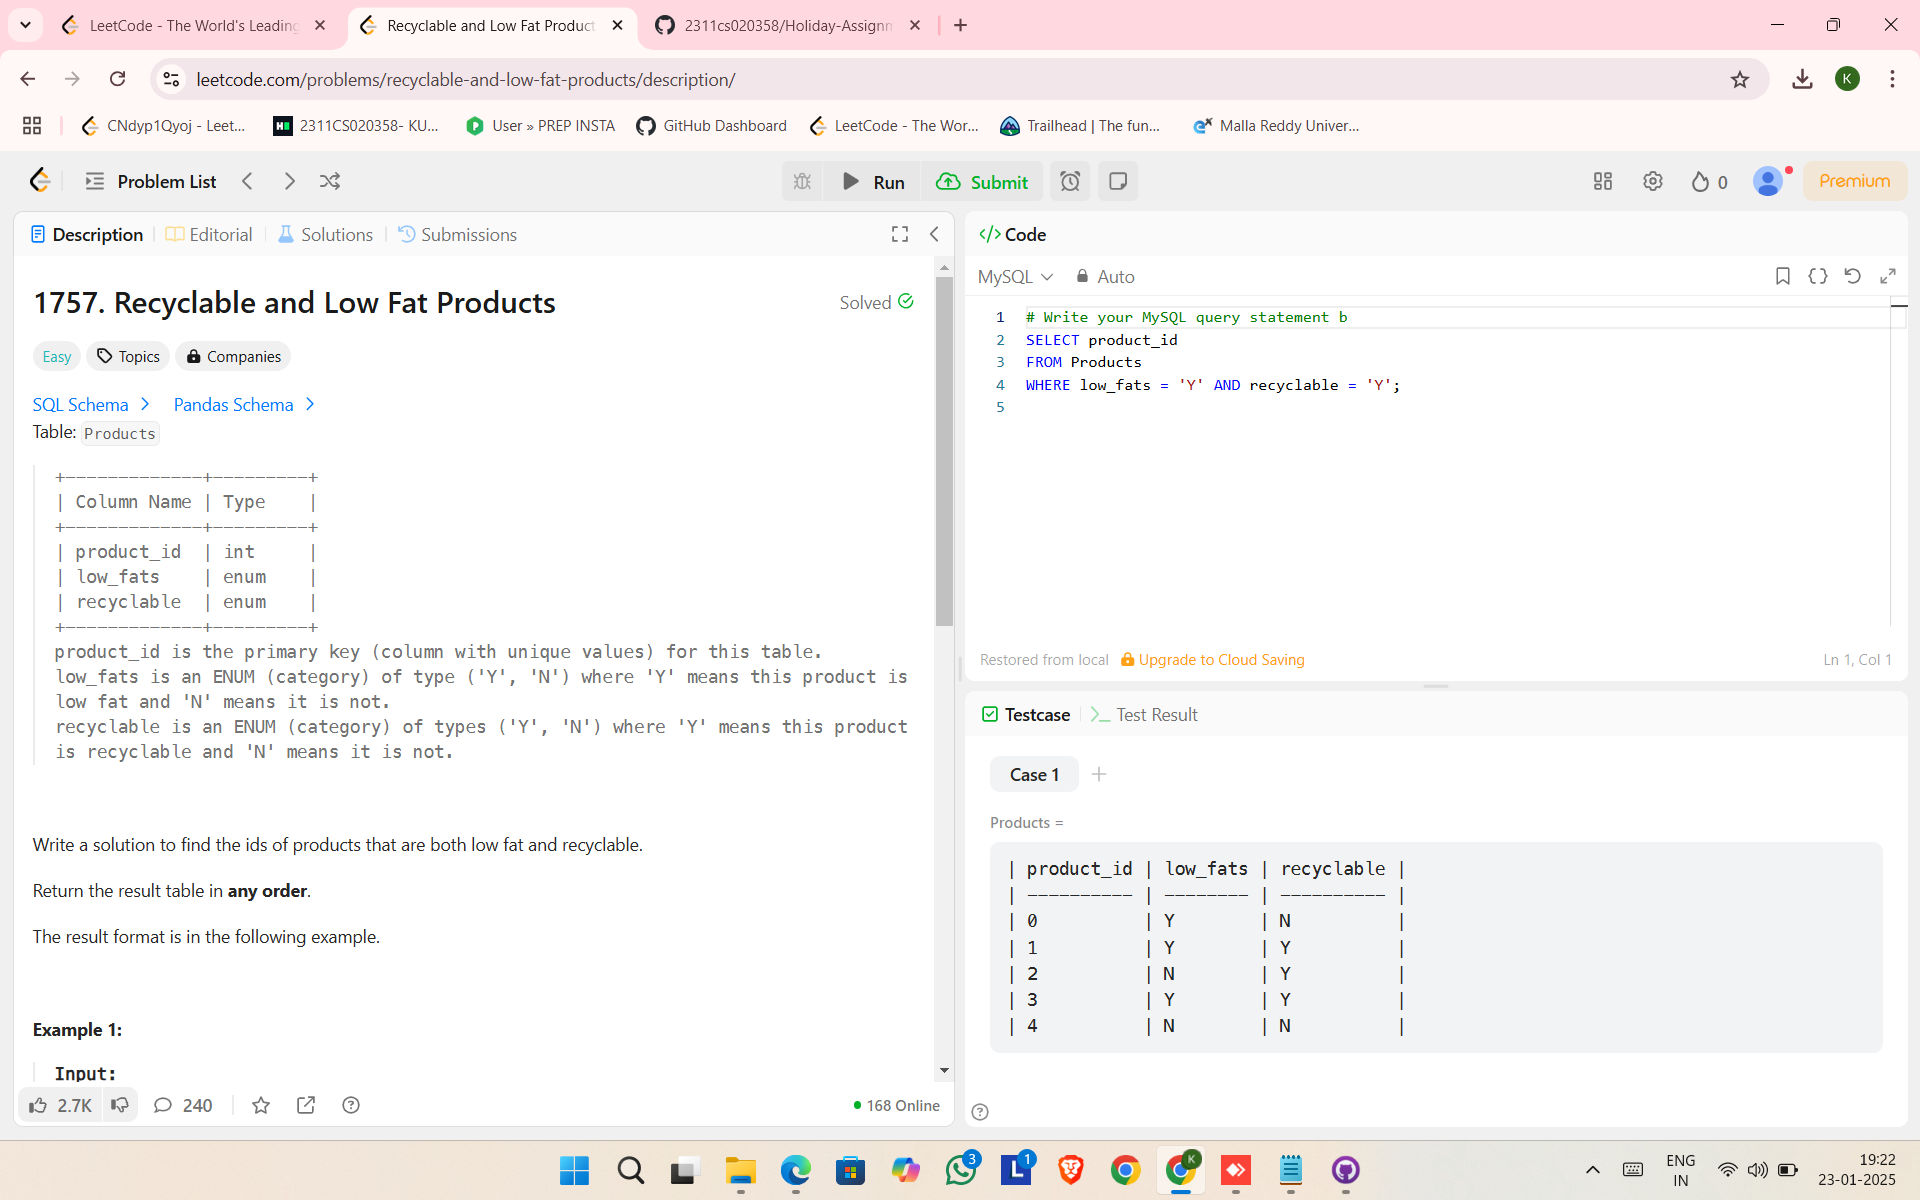 LeetCode - The World's Leading
Recyclable and Low Fat Product
2311cs020358/Holiday-Assignm
leetcode.com/problems/recyclable-and-low-fat-products/description/
K
CNdyp1Qyoj - Leet...
2311CS020358- KU...
User » PREP INSTA
GitHub Dashboard
LeetCode - The Wor...
Trailhead | The fun...
Malla Reddy Univer...
Problem List
Run
Submit
0
Premium
Description
Editorial
Solutions
Submissions
1757. Recyclable and Low Fat Products
Solved
Easy
Topics
Companies
SQL Schema
Pandas Schema
Table: Products
+-------------+---------+
| Column Name | Type    |
+-------------+---------+
| product_id  | int     |
| low_fats    | enum    |
| recyclable  | enum    |
+-------------+---------+
product_id is the primary key (column with unique values) for this table.
low_fats is an ENUM (category) of type ('Y', 'N') where 'Y' means this product is
low fat and 'N' means it is not.
recyclable is an ENUM (category) of types ('Y', 'N') where 'Y' means this product
is recyclable and 'N' means it is not.
Write a solution to find the ids of products that are both low fat and recyclable.
Return the result table in any order.
The result format is in the following example.
Example 1:
Input:
2.7K
240
168 Online
</> Code
MySQL
Auto
1 # Write your MySQL query statement b
2 SELECT product_id
3 FROM Products
4 WHERE low_fats = 'Y' AND recyclable = 'Y';
5
Restored from local
Upgrade to Cloud Saving
Ln 1, Col 1
Testcase
Test Result
Case 1
Products =
| product_id | low_fats | recyclable |
| ---------- | -------- | ---------- |
| 0          | Y        | N          |
| 1          | Y        | Y          |
| 2          | N        | Y          |
| 3          | Y        | Y          |
| 4          | N        | N          |
3
L
1
K
ENG
IN
19:22
23-01-2025